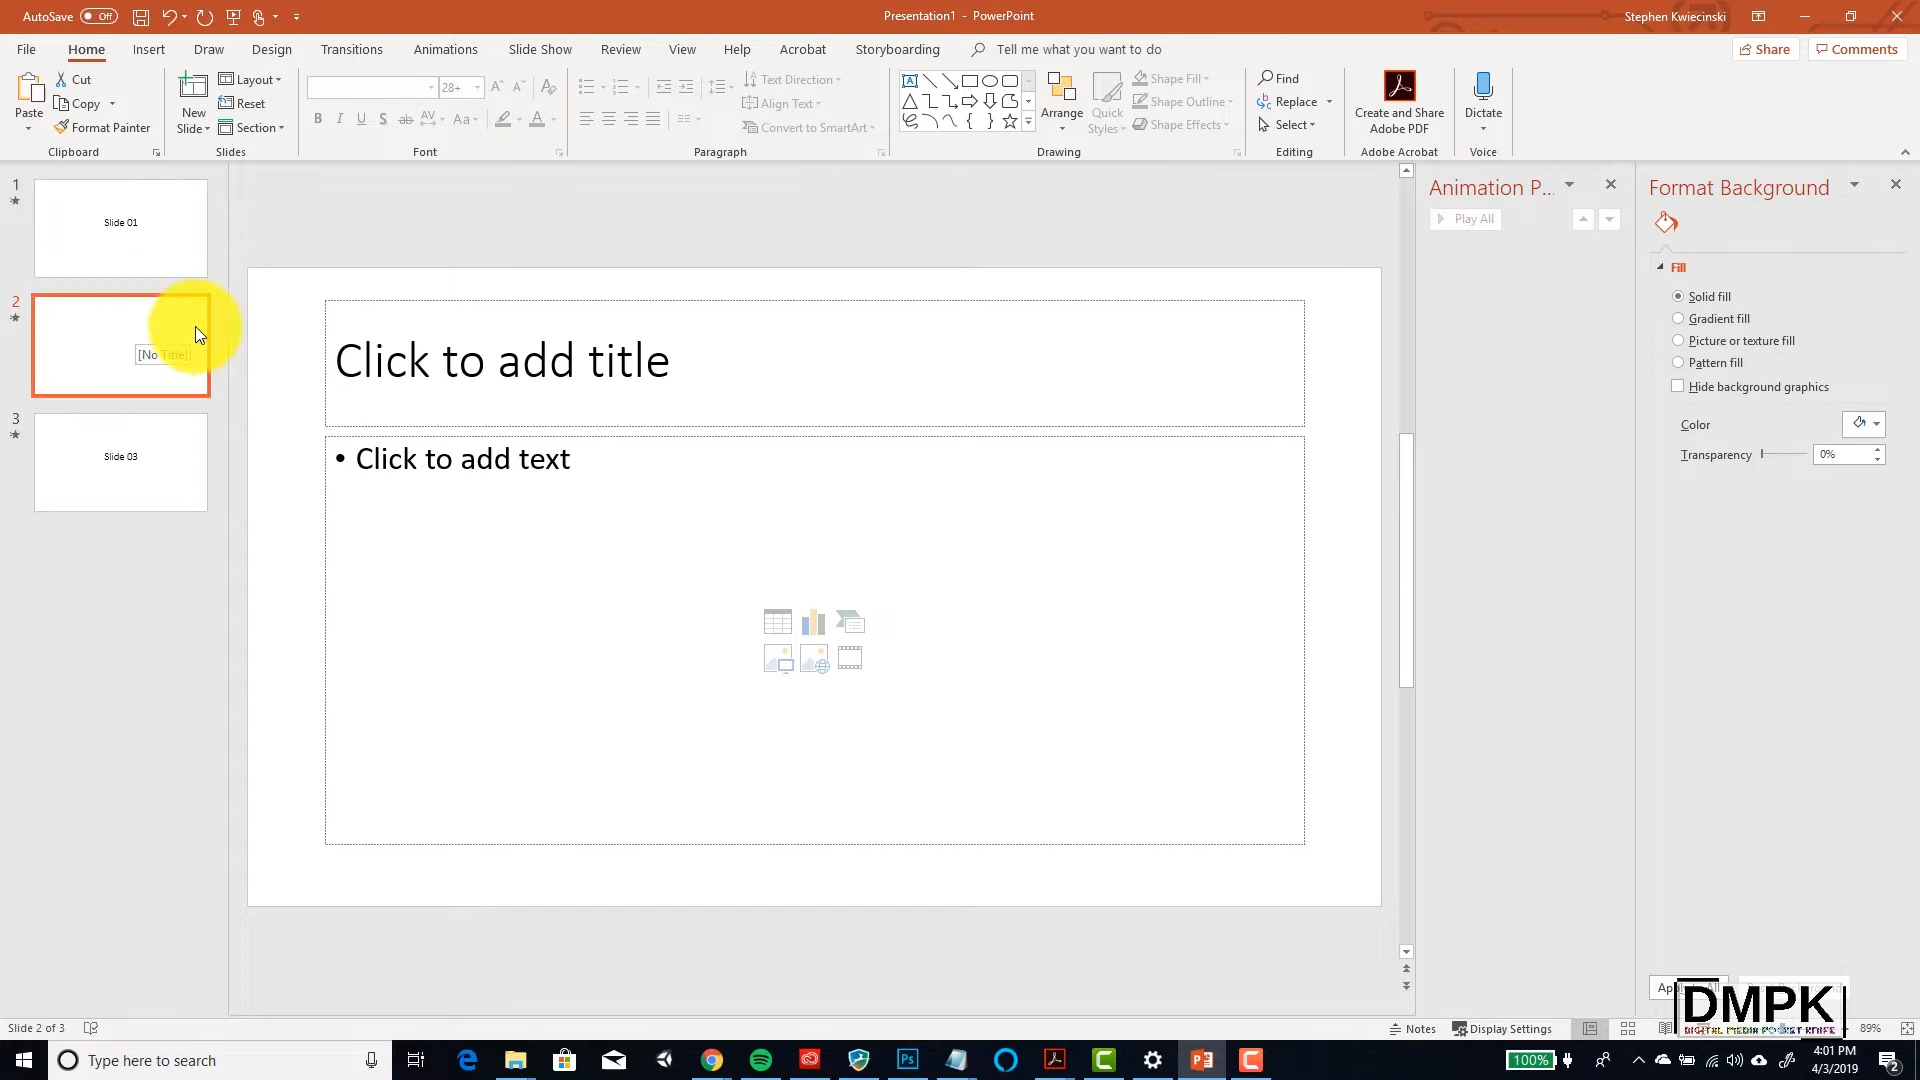 AutoSave Off
Presentation1 - PowerPoint
Stephen Kwiecinski
File Home Insert Draw Design Transitions Animations Slide Show Review View Help Acrobat Storyboarding Tell me what you want to do
Share Comments
Paste
Cut
Copy
Format Painter
Clipboard
New
Slide
Layout
Reset
Section
Slides
28+
Font
Text Direction
Align Text
Convert to SmartArt
Paragraph
Arrange
Quick
Styles
Shape Fill
Shape Outline
Shape Effects
Drawing
Find
Replace
Select
Editing
Create and Share
Adobe PDF
Adobe Acrobat
Dictate
Voice
1
Slide 01
2
[No Title]
3
Slide 03
Click to add title
• Click to add text
Animation P...
Play All
Format Background
Fill
Solid fill
Gradient fill
Picture or texture fill
Pattern fill
Hide background graphics
Color
Transparency 0%
DMPK
DIGITAL MEDIA POCKET KNIFE
Slide 2 of 3
Notes Display Settings 89%
Type here to search
100%
4:01 PM
4/3/2019
2